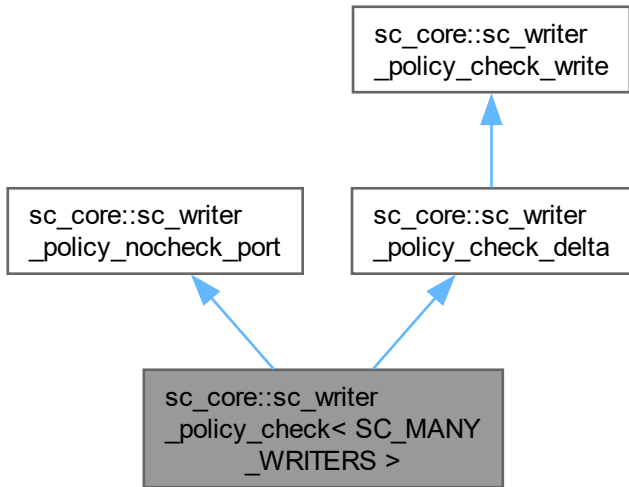 sc_core::sc_writer
_policy_check_write
sc_core::sc_writer
_policy_nocheck_port
sc_core::sc_writer
_policy_check_delta
sc_core::sc_writer
_policy_check< SC_MANY
_WRITERS >